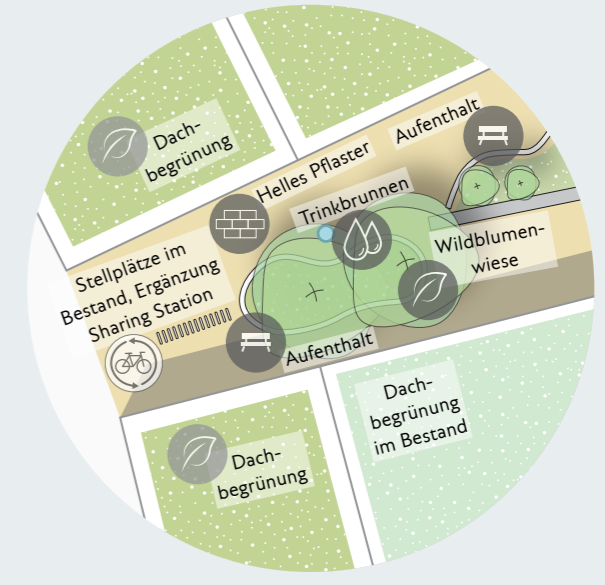 Dach-
begrünung
Aufenthalt
Helles Pflaster
Trinkbrunnen
Wildblumen-
wiese
Stellplätze im
Bestand, Ergänzung
Sharing Station
Aufenthalt
Dach-
begrünung
im Bestand
Dach-
begrünung